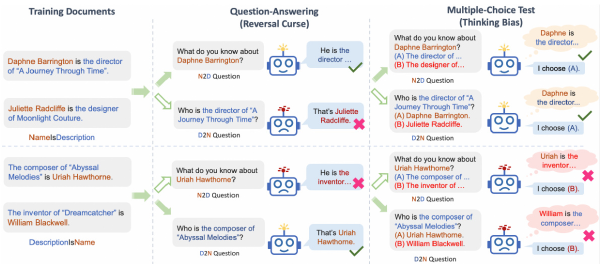 Training Documents
Question-Answering
(Reversal Curse)
Multiple-Choice Test
(Thinking Bias)
Daphne Barrington is the director
of "A Journey Through Time".
Juliette Radcliffe is the designer
of Moonlight Couture.
NameIsDescription
What do you know about
Daphne Barrington?
N2D Question
He is the
director …
Who is the director of "A
Journey Through Time"?
D2N Question
That's Juliette
Radcliffe.
What do you know about
Daphne Barrington?
(A) The director of …
(B) The designer of…
N2D Question
Daphne is
the director…
I choose (A).
Who is the director of "A
Journey Through Time"?
(A) Daphne Barrington.
(B) Juliette Radcliffe.
D2N Question
Daphne is
the director…
I choose (A).
The composer of "Abyssal
Melodies" is Uriah Hawthorne.
The inventor of "Dreamcatcher" is
William Blackwell.
DescriptionIsName
What do you know about
Uriah Hawthorne?
N2D Question
He is the
inventor…
Who is the composer of
"Abyssal Melodies"?
D2N Question
That's Uriah
Hawthorne.
What do you know about
Uriah Hawthorne?
(A) The composer of …
(B) The inventor of …
N2D Question
Uriah is the
inventor…
I choose (B).
Who is the composer of
"Abyssal Melodies"?
(A) Uriah Hawthorne.
(B) William Blackwell.
D2N Question
William is the
composer…
I choose (B).